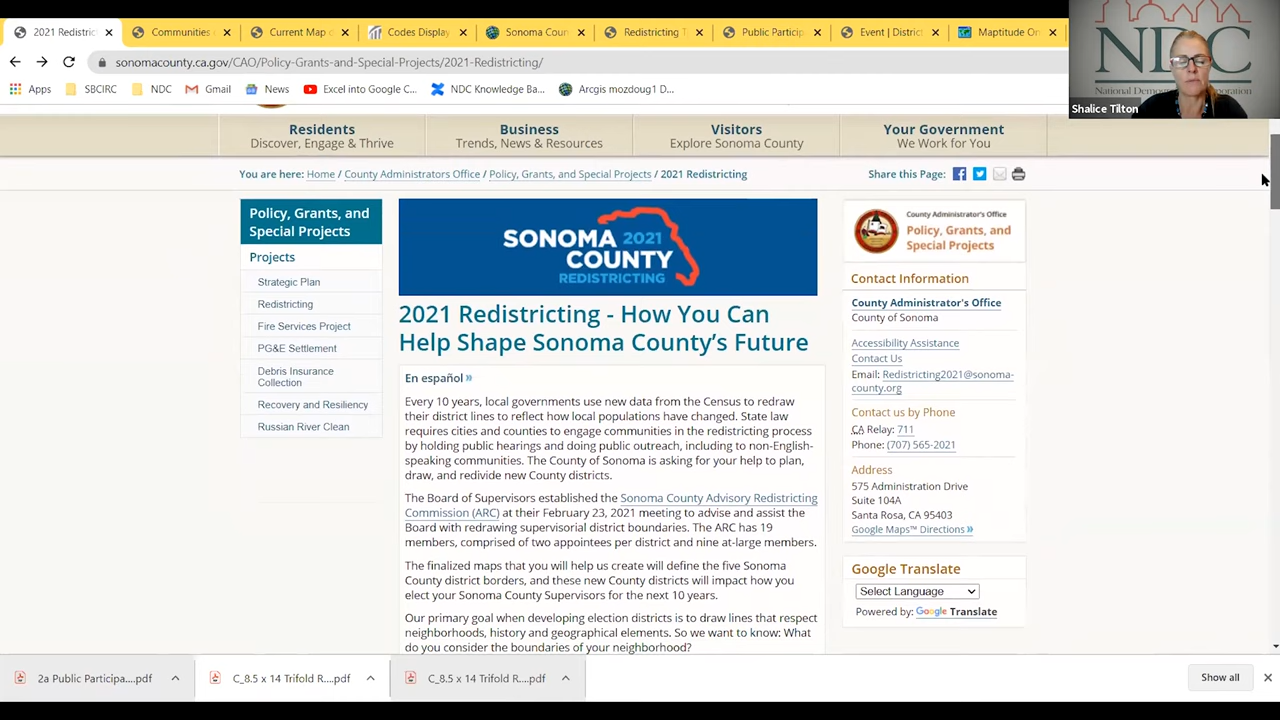 2021 Redistric
Communities
Current Map o
Codes Display
Sonoma Coun
Redistricting T
Public Particip
Event | District
Maptitude On
sonomacounty.ca.gov/CAO/Policy-Grants-and-Special-Projects/2021-Redistricting/
Apps
SBCIRC
NDC
Gmail
News
Excel into Google C...
NDC Knowledge Ba...
Arcgis mozdoug1 D...
NDC
Shalice Tilton
Residents
Discover, Engage & Thrive
Business
Trends, News & Resources
Visitors
Explore Sonoma County
Your Government
We Work for You
You are here: Home / County Administrators Office / Policy, Grants, and Special Projects / 2021 Redistricting
Share this Page:
Policy, Grants, and
Special Projects
Projects
Strategic Plan
Redistricting
Fire Services Project
PG&E Settlement
Debris Insurance
Collection
Recovery and Resiliency
Russian River Clean
SONOMA 2021
COUNTY
REDISTRICTING
2021 Redistricting - How You Can
Help Shape Sonoma County's Future
En español »
Every 10 years, local governments use new data from the Census to redraw
their district lines to reflect how local populations have changed. State law
requires cities and counties to engage communities in the redistricting process
by holding public hearings and doing public outreach, including to non-English-
speaking communities. The County of Sonoma is asking for your help to plan,
draw, and redivide new County districts.
The Board of Supervisors established the Sonoma County Advisory Redistricting
Commission (ARC) at their February 23, 2021 meeting to advise and assist the
Board with redrawing supervisorial district boundaries. The ARC has 19
members, comprised of two appointees per district and nine at-large members.
The finalized maps that you will help us create will define the five Sonoma
County district borders, and these new County districts will impact how you
elect your Sonoma County Supervisors for the next 10 years.
Our primary goal when developing election districts is to draw lines that respect
neighborhoods, history and geographical elements. So we want to know: What
do you consider the boundaries of your neighborhood?
County Administrator's Office
Policy, Grants, and
Special Projects
Contact Information
County Administrator's Office
County of Sonoma
Accessibility Assistance
Contact Us
Email: Redistricting2021@sonoma-
county.org
Contact us by Phone
CA Relay: 711
Phone: (707) 565-2021
Address
575 Administration Drive
Suite 104A
Santa Rosa, CA 95403
Google Maps™ Directions »
Google Translate
Select Language
Powered by: Google Translate
2a Public Participa....pdf
C_8.5 x 14 Trifold R....pdf
C_8.5 x 14 Trifold R....pdf
Show all